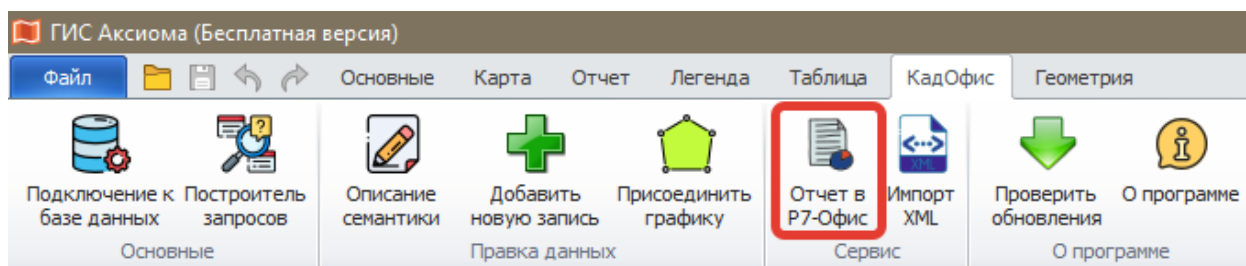 ГИС Аксиома (Бесплатная версия)
Файл Основные Карта Отчет Легенда Таблица КадОфис Геометрия
Подключение к базе данных Построитель запросов Описание семантики Добавить новую запись Присоединить графику Отчет в Р7-Офис XML Импорт XML Проверить обновления О программе
Основные Правка данных Сервис О программе